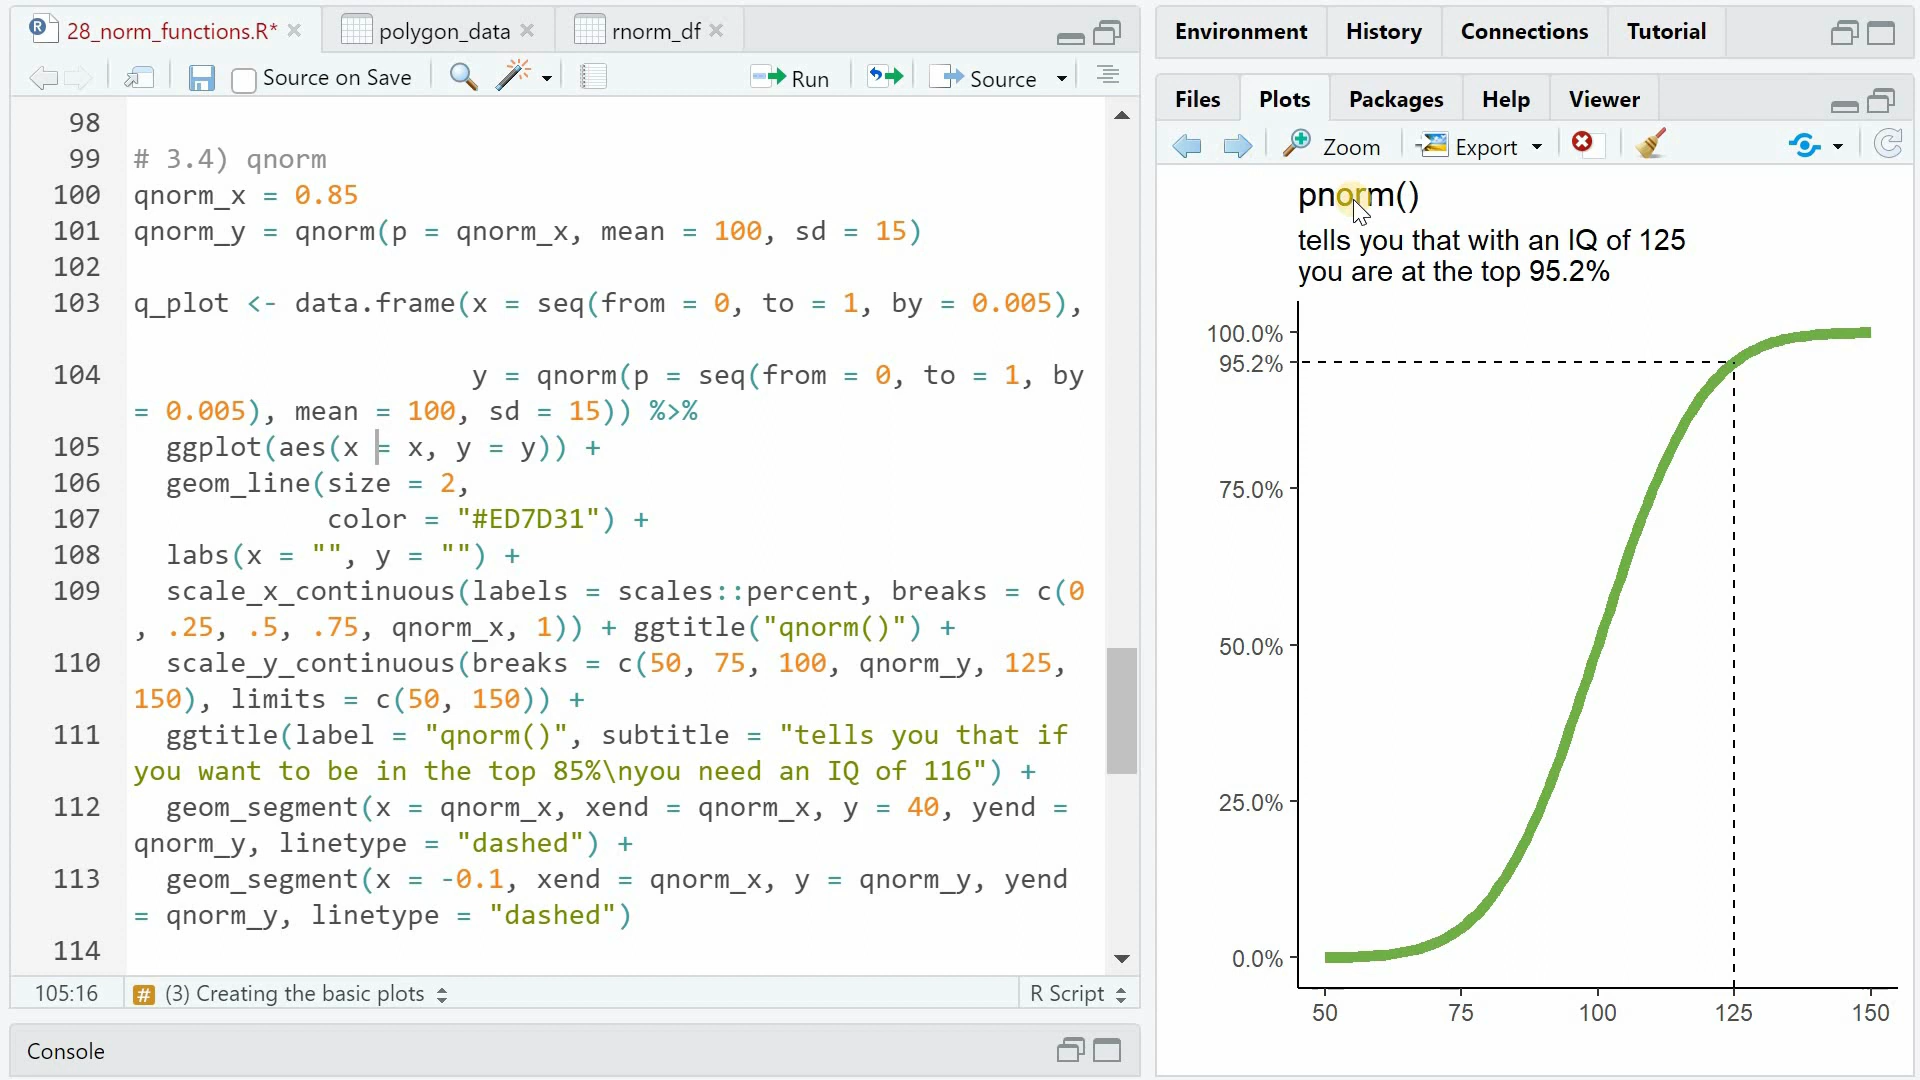 28_norm_functions.R*
polygon_data
rnorm_df
Source on Save
Run
Source
98
99 # 3.4) qnorm
100 qnorm_x = 0.85
101 qnorm_y = qnorm(p = qnorm_x, mean = 100, sd = 15)
102
103 q_plot <- data.frame(x = seq(from = 0, to = 1, by = 0.005),
104 y = qnorm(p = seq(from = 0, to = 1, by
= 0.005), mean = 100, sd = 15)) %>%
105 ggplot(aes(x = x, y = y)) +
106 geom_line(size = 2,
107 color = "#ED7D31") +
108 labs(x = "", y = "") +
109 scale_x_continuous(labels = scales::percent, breaks = c(0
, .25, .5, .75, qnorm_x, 1)) + ggtitle("qnorm()") +
110 scale_y_continuous(breaks = c(50, 75, 100, qnorm_y, 125,
150), limits = c(50, 150)) +
111 ggtitle(label = "qnorm()", subtitle = "tells you that if
you want to be in the top 85%\nyou need an IQ of 116") +
112 geom_segment(x = qnorm_x, xend = qnorm_x, y = 40, yend =
qnorm_y, linetype = "dashed") +
113 geom_segment(x = -0.1, xend = qnorm_x, y = qnorm_y, yend
= qnorm_y, linetype = "dashed")
114
105:16
# (3) Creating the basic plots
R Script
Console
Environment
History
Connections
Tutorial
Files
Plots
Packages
Help
Viewer
Zoom
Export
pnorm()
tells you that with an IQ of 125
you are at the top 95.2%
100.0%
95.2%
75.0%
50.0%
25.0%
0.0%
50 75 100 125 150